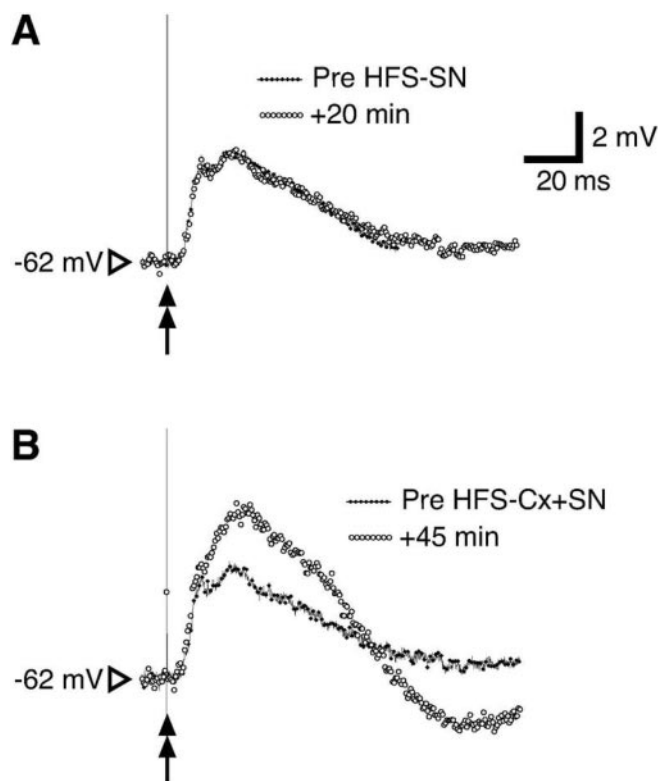 A
Pre HFS-SN
+20 min
2 mV
20 ms
-62 mV
B
Pre HFS-Cx+SN
+45 min
-62 mV